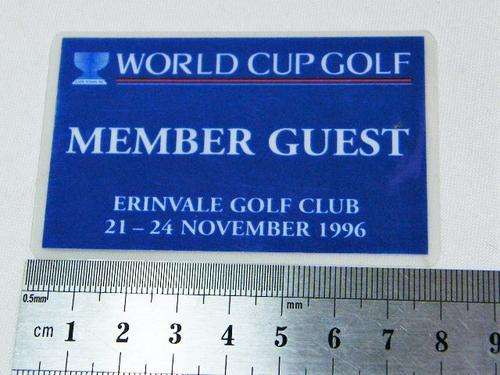 WORLD CUP GOLF
MEMBER GUEST
ERINVALE GOLF CLUB
21 – 24 NOVEMBER 1996
0.5mm
mm
cm 1 2 3 4 5 6 7 8 9